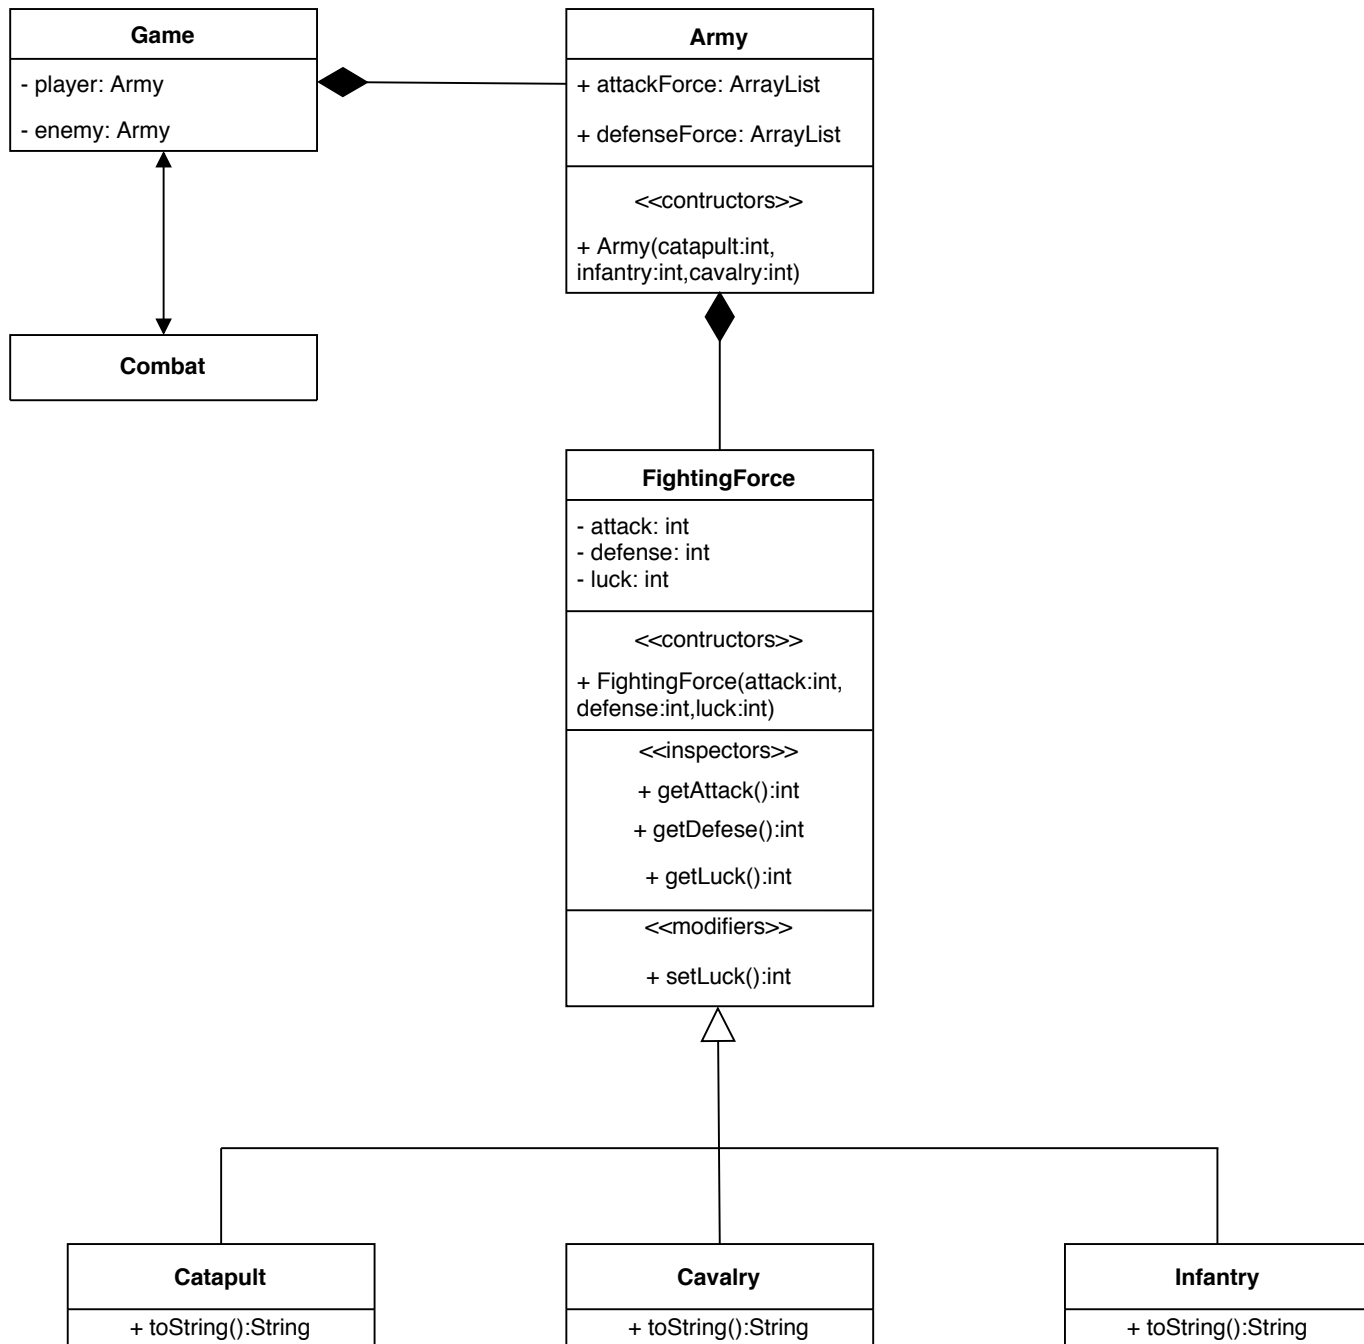 Game
- player: Army
- enemy: Army
Army
+ attackForce: ArrayList
+ defenseForce: ArrayList
<<contructors>>
+ Army(catapult:int,
infantry:int,cavalry:int)
Combat
FightingForce
- attack: int
- defense: int
- luck: int
<<contructors>>
+ FightingForce(attack:int,
defense:int,luck:int)
<<inspectors>>
+ getAttack():int
+ getDefese():int
+ getLuck():int
<<modifiers>>
+ setLuck():int
Catapult
+ toString():String
Cavalry
+ toString():String
Infantry
+ toString():String